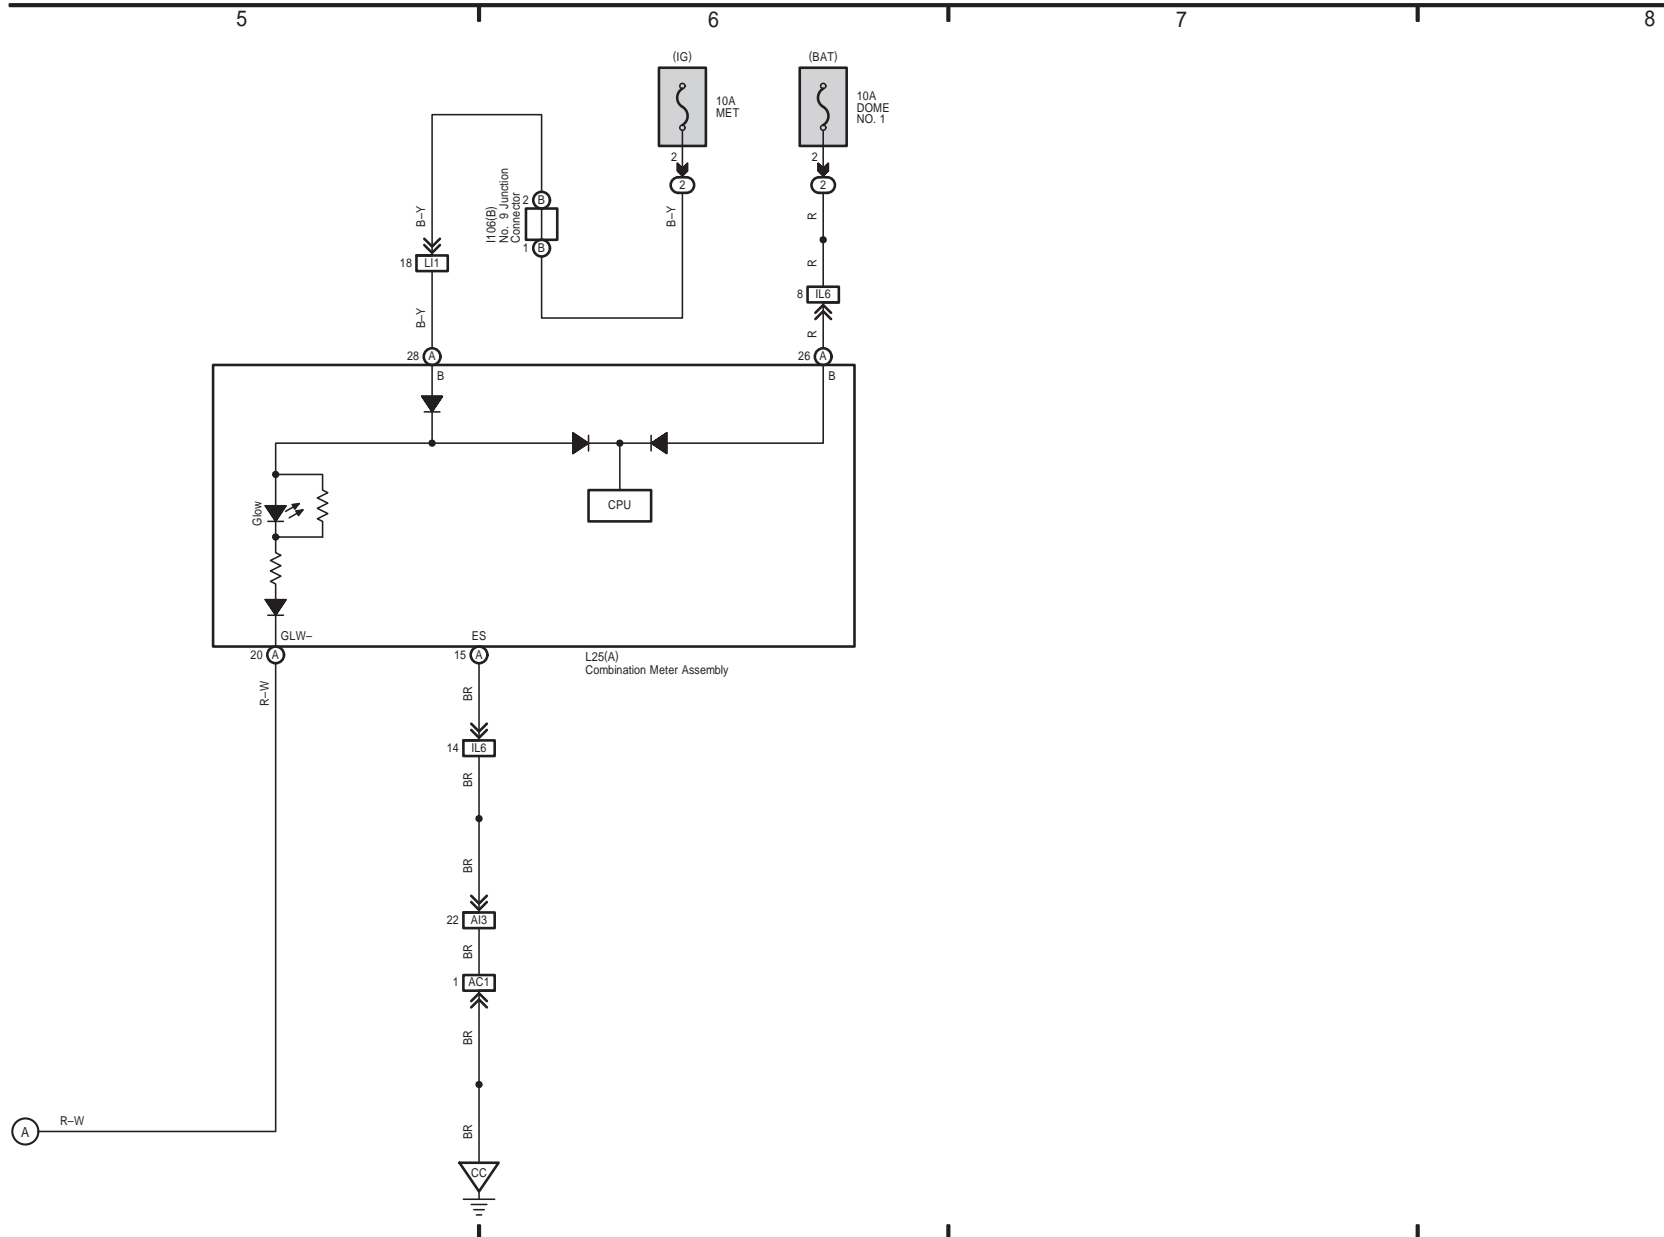 5
6
7
8
(IG)
(BAT)
10A
MET
10A
DOME
NO. 1
2
2
2
2
B–Y
I106(B)
No. 9 Junction
Connector
2
B
1
B
B–Y
R
R
18
LI1
8
IL6
B–Y
R
28
A
26
A
B
B
Glow
CPU
GLW–
ES
20
A
15
A
L25(A)
Combination Meter Assembly
R–W
BR
14
IL6
BR
BR
22
AI3
BR
1
AC1
BR
A
R–W
BR
CC